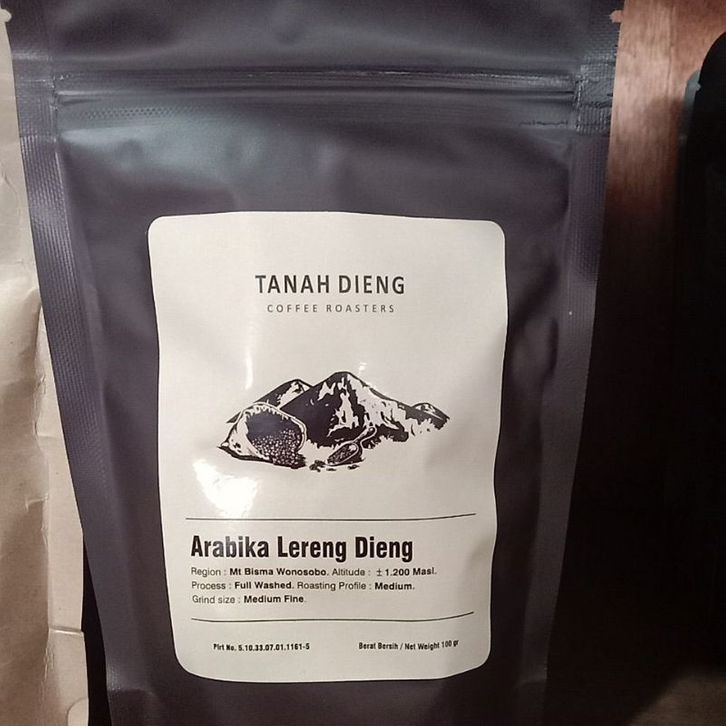 TANAH DIENG
COFFEE ROASTERS
Arabika Lereng Dieng
Region : Mt Bisma Wonosobo. Altitude : ±1.200 Masl.
Process : Full Washed. Roasting Profile : Medium.
Grind size : Medium Fine.
Pirt No. 5.10.33.07.01.1161-5 Berat Bersih / Net Weight 100 gr